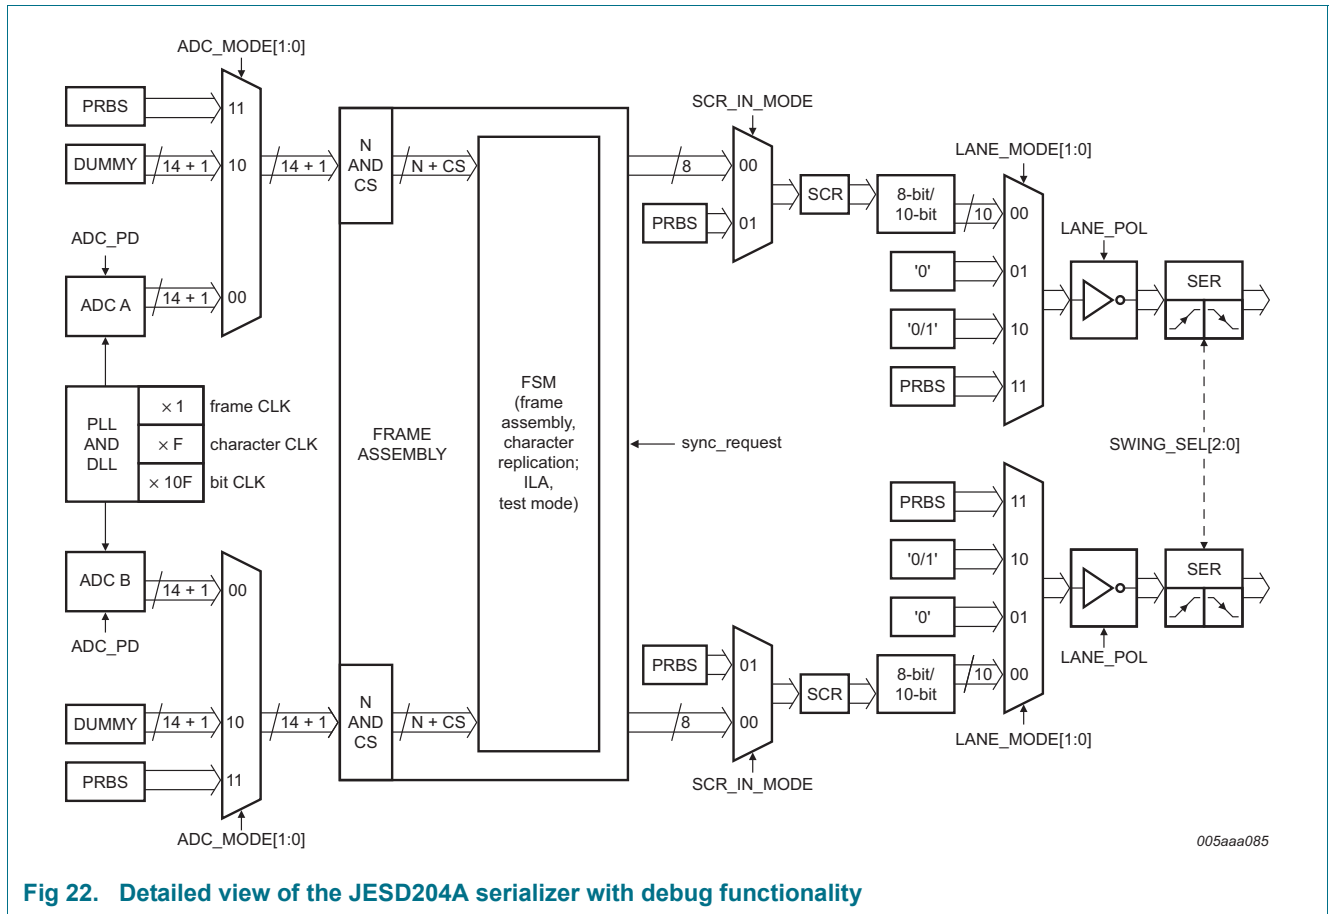 ADC_MODE[1:0]
PRBS
11
DUMMY
14 + 1
10
14 + 1
ADC_PD
ADC A
14 + 1
00
PLL
AND
DLL
× 1
frame CLK
× F
character CLK
× 10F
bit CLK
ADC B
14 + 1
00
ADC_PD
DUMMY
14 + 1
10
14 + 1
PRBS
11
ADC_MODE[1:0]
N
AND
CS
N + CS
FRAME
ASSEMBLY
FSM
(frame
assembly,
character
replication;
ILA,
test mode)
N
AND
CS
N + CS
sync_request
SCR_IN_MODE
8
00
PRBS
01
SCR
8-bit/
10-bit
10
LANE_MODE[1:0]
00
'0'
01
'0/1'
10
PRBS
11
LANE_POL
SER
SWING_SEL[2:0]
PRBS
11
'0/1'
10
'0'
01
8-bit/
10-bit
10
00
LANE_MODE[1:0]
PRBS
01
8
00
SCR
SCR_IN_MODE
LANE_POL
SER
005aaa085
Fig 22. Detailed view of the JESD204A serializer with debug functionality